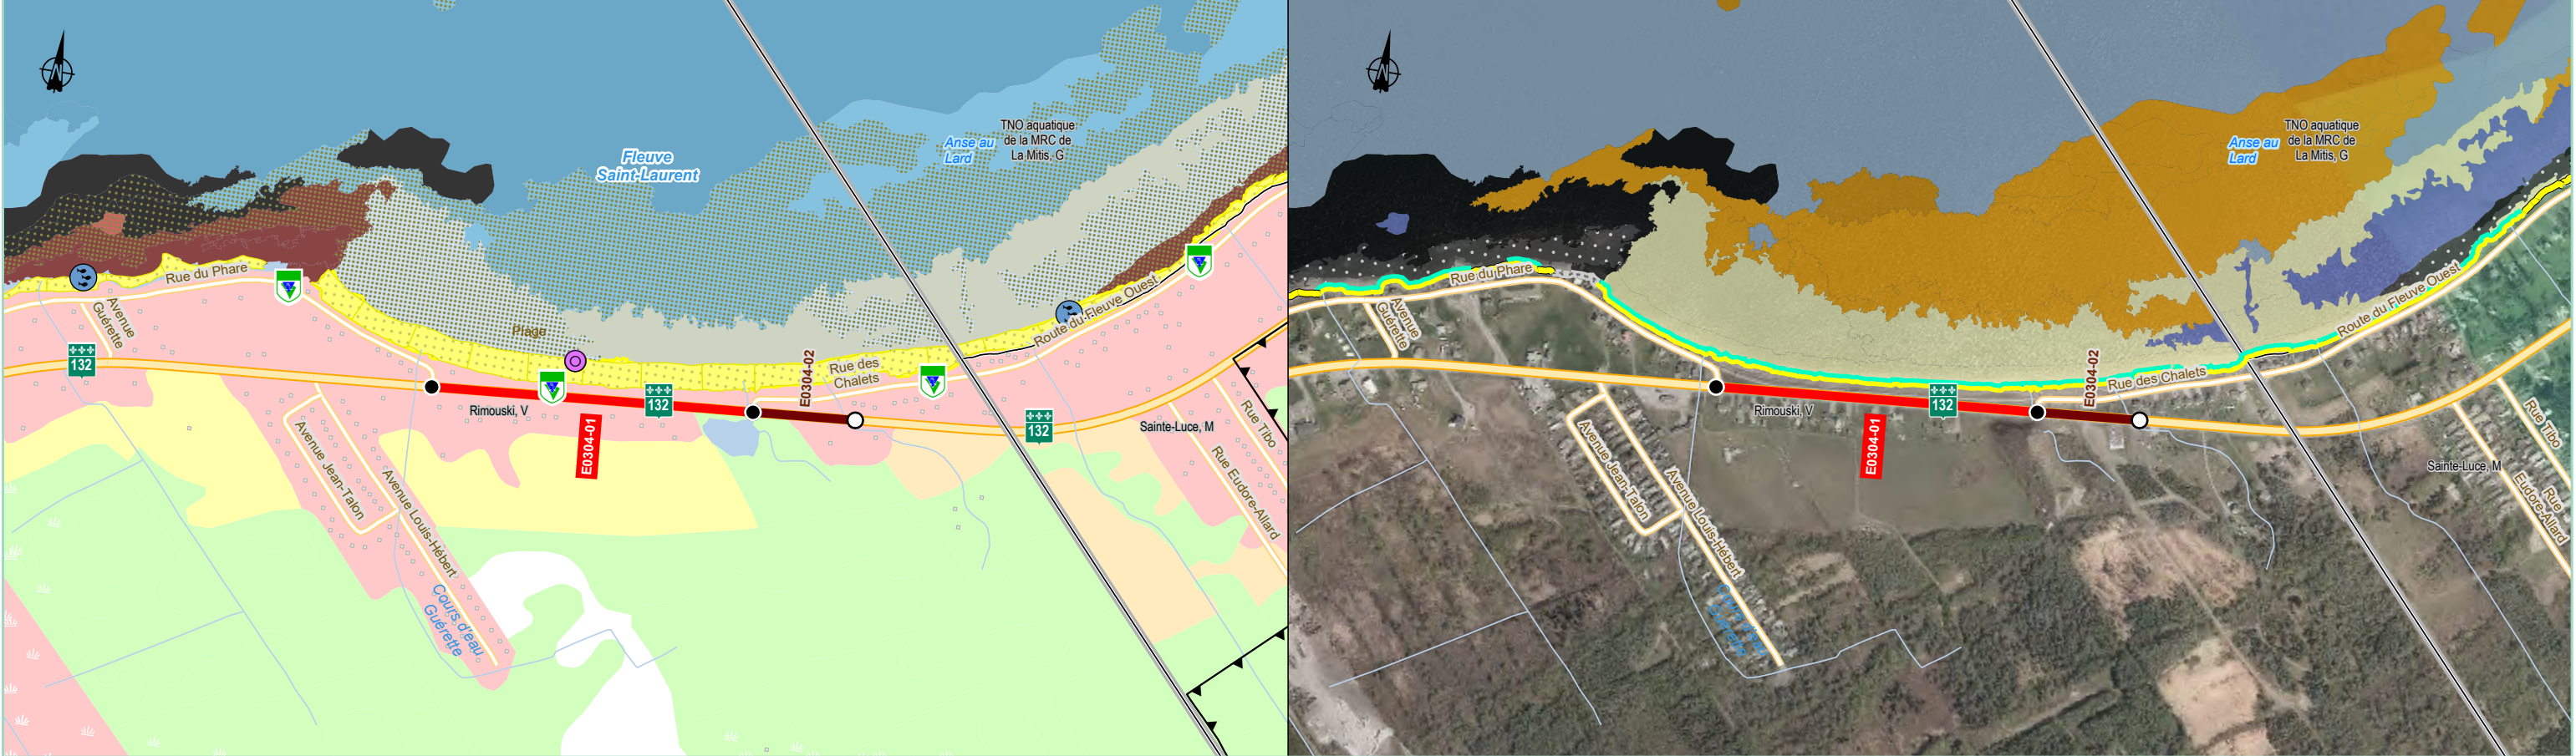 N
Fleuve
Saint-Laurent
Anse au
Lard
TNO aquatique
de la MRC de
La Mitis, G
Rue du Phare
Avenue
Guérette
132
Plage
Rue des
Chalets
Route du Fleuve Ouest
E0304-02
132
132
Rimouski, V
E0304-01
Sainte-Luce, M
Rue Tibo
Rue Eudore-Allard
Avenue Jean-Talon
Avenue Louis-Hébert
Cours d'eau
Guérette
N
Anse au
Lard
TNO aquatique
de la MRC de
La Mitis, G
Rue du Phare
Avenue
Guérette
Route du Fleuve Ouest
Rue des Chalets
E0304-02
132
Rimouski, V
E0304-01
Sainte-Luce, M
Rue Tibo
Rue
Eudore-Allard
Avenue Jean-Talon
Avenue Louis-Hébert
Cours d'eau
Guérette